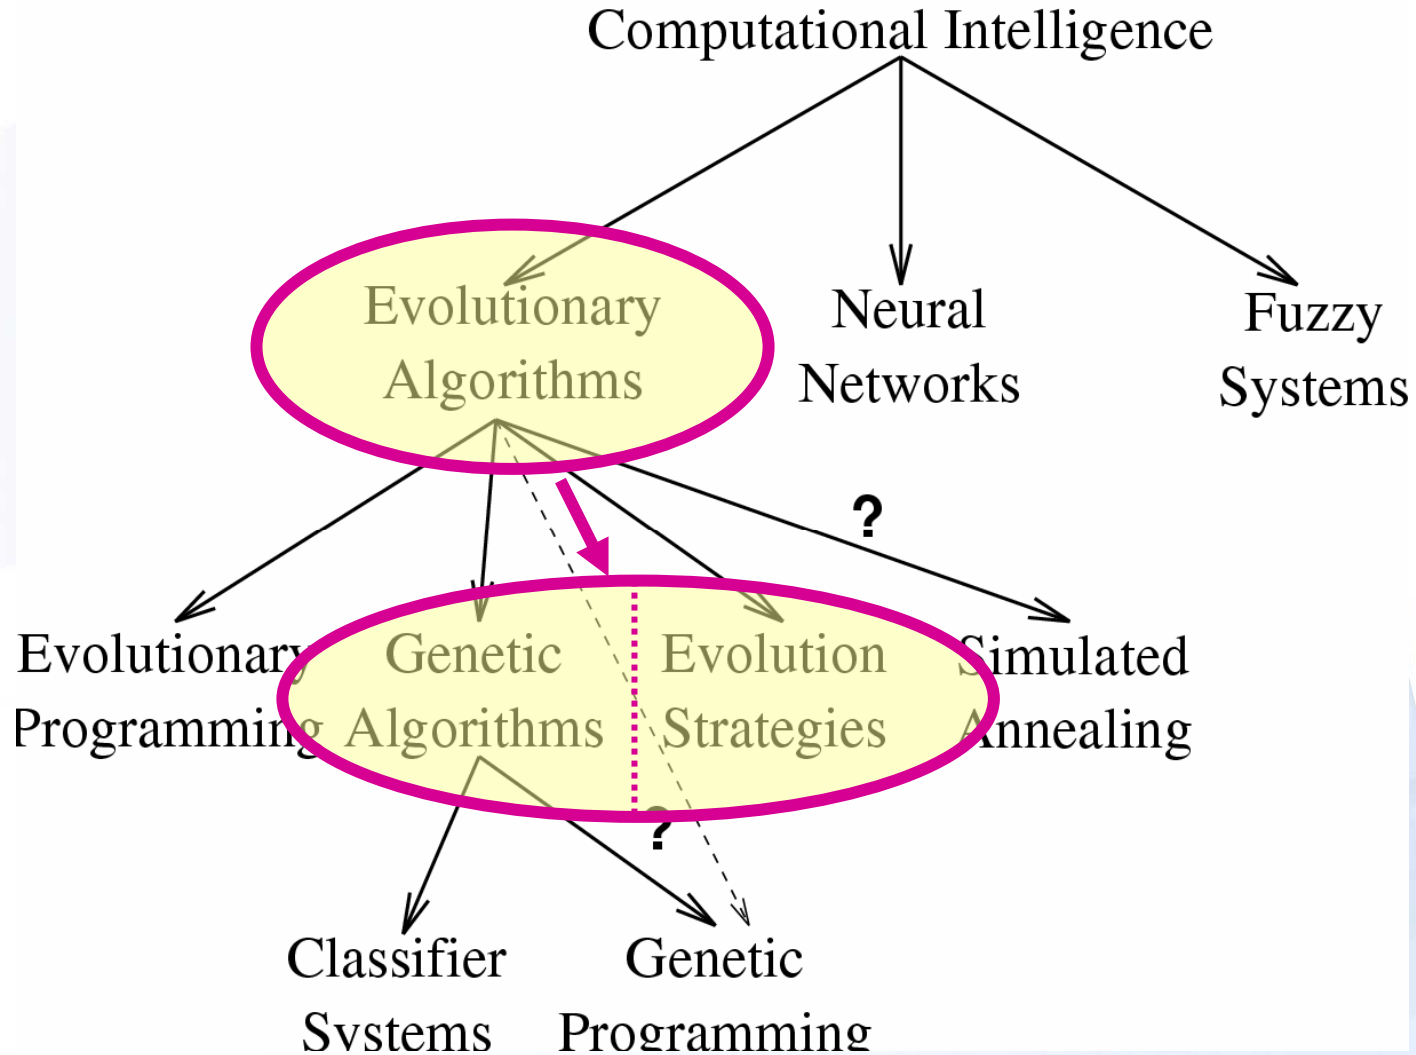 Computational Intelligence
Evolutionary
Algorithms
Neural
Networks
Fuzzy
Systems
?
Evolutionary
Programming
Genetic
Algorithms
Evolution
Strategies
Simulated
Annealing
?
Classifier
Systems
Genetic
Programming